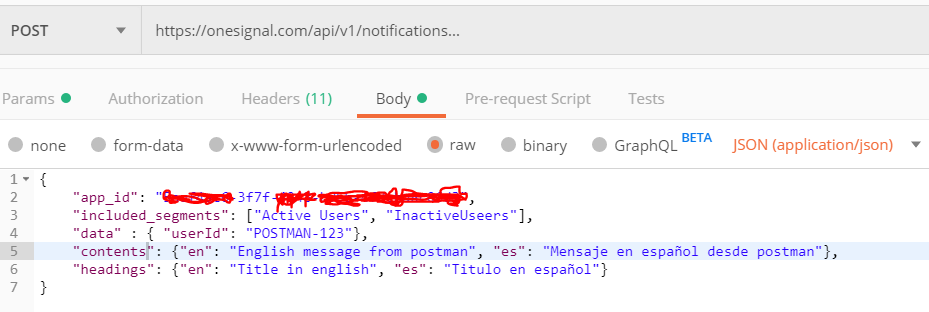 POST https://onesignal.com/api/v1/notifications...
Params Authorization Headers (11) Body Pre-request Script Tests
none form-data x-www-form-urlencoded raw binary GraphQL BETA JSON (application/json)
1 {
2 "app_id": " -3f7f- ",
3 "included_segments": ["Active Users", "InactiveUseers"],
4 "data" : { "userId": "POSTMAN-123"},
5 "contents": {"en": "English message from postman", "es": "Mensaje en español desde postman"},
6 "headings": {"en": "Title in english", "es": "Titulo en español"}
7 }